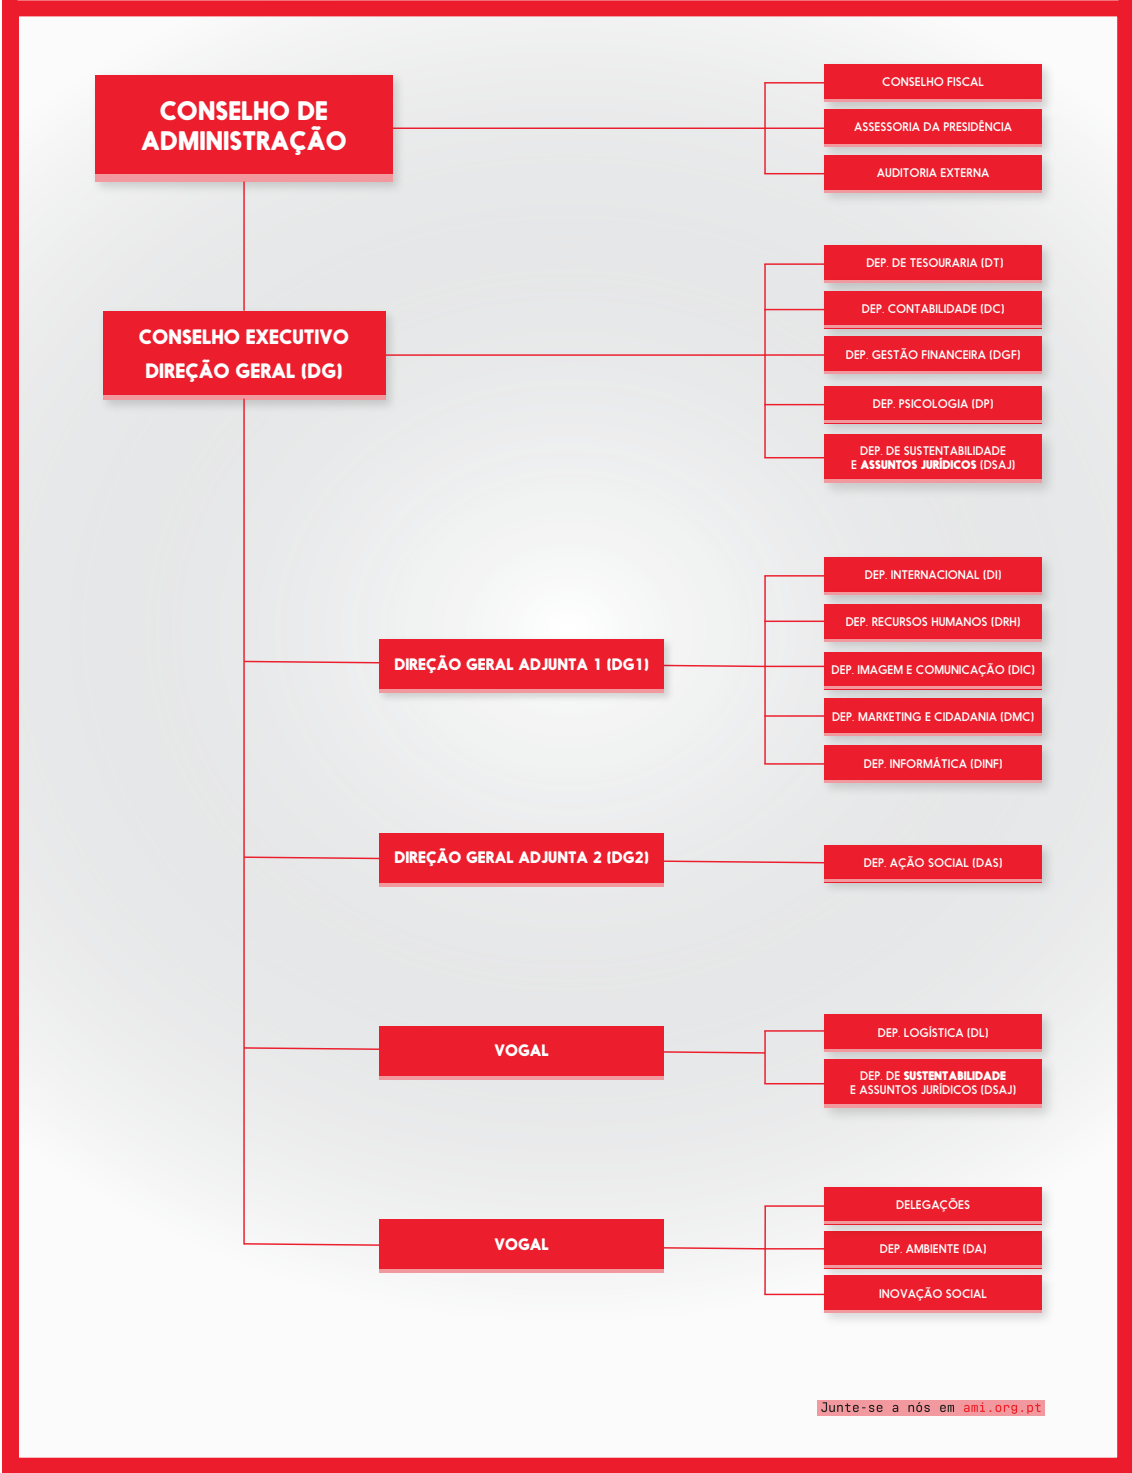 CONSELHO DE
ADMINISTRAÇÃO
CONSELHO FISCAL
ASSESSORIA DA PRESIDÊNCIA
AUDITORIA EXTERNA
CONSELHO EXECUTIVO
DIREÇÃO GERAL (DG)
DEP. DE TESOURARIA (DT)
DEP. CONTABILIDADE (DC)
DEP. GESTÃO FINANCEIRA (DGF)
DEP. PSICOLOGIA (DP)
DEP. DE SUSTENTABILIDADE
E ASSUNTOS JURÍDICOS (DSAJ)
DIREÇÃO GERAL ADJUNTA 1 (DG1)
DEP. INTERNACIONAL (DI)
DEP. RECURSOS HUMANOS (DRH)
DEP. IMAGEM E COMUNICAÇÃO (DIC)
DEP. MARKETING E CIDADANIA (DMC)
DEP. INFORMÁTICA (DINF)
DIREÇÃO GERAL ADJUNTA 2 (DG2)
DEP. AÇÃO SOCIAL (DAS)
VOGAL
DEP. LOGÍSTICA (DL)
DEP. DE SUSTENTABILIDADE
E ASSUNTOS JURÍDICOS (DSAJ)
VOGAL
DELEGAÇÕES
DEP. AMBIENTE (DA)
INOVAÇÃO SOCIAL
Junte-se a nós em ami.org.pt